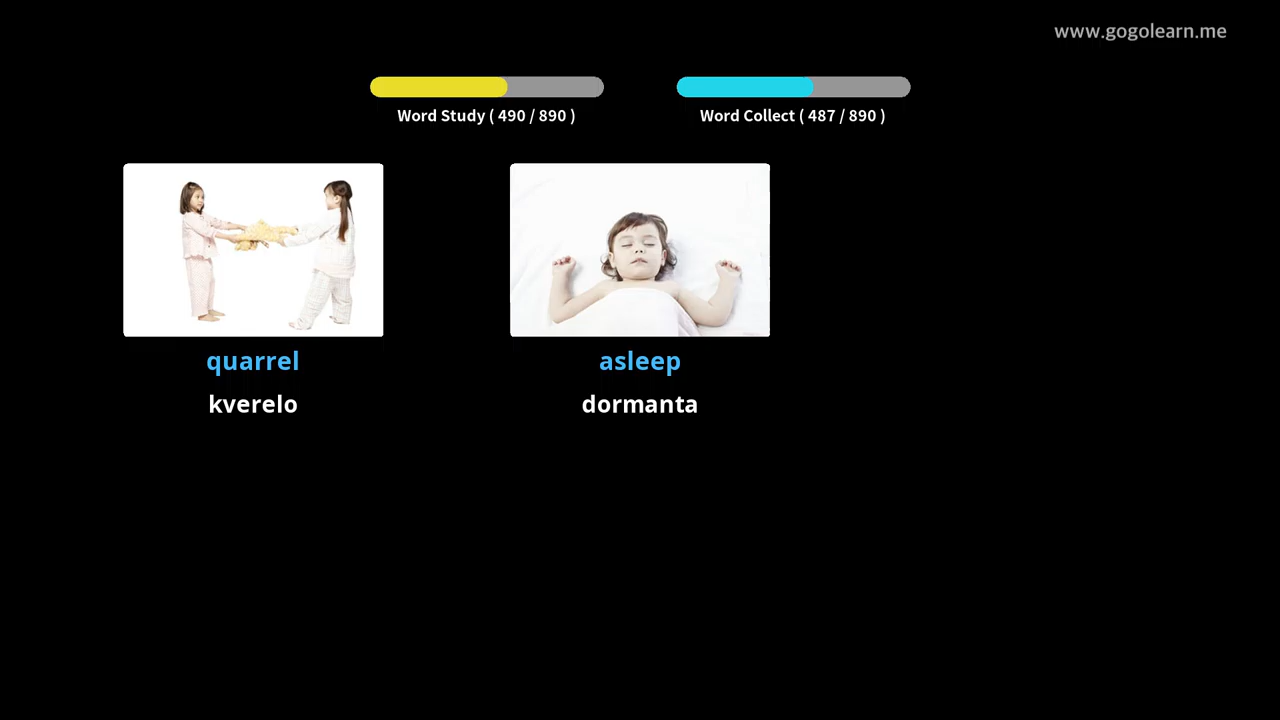 www.gogolearn.me
Word Study ( 490 / 890 )
Word Collect ( 487 / 890 )
quarrel
kverelo
asleep
dormanta